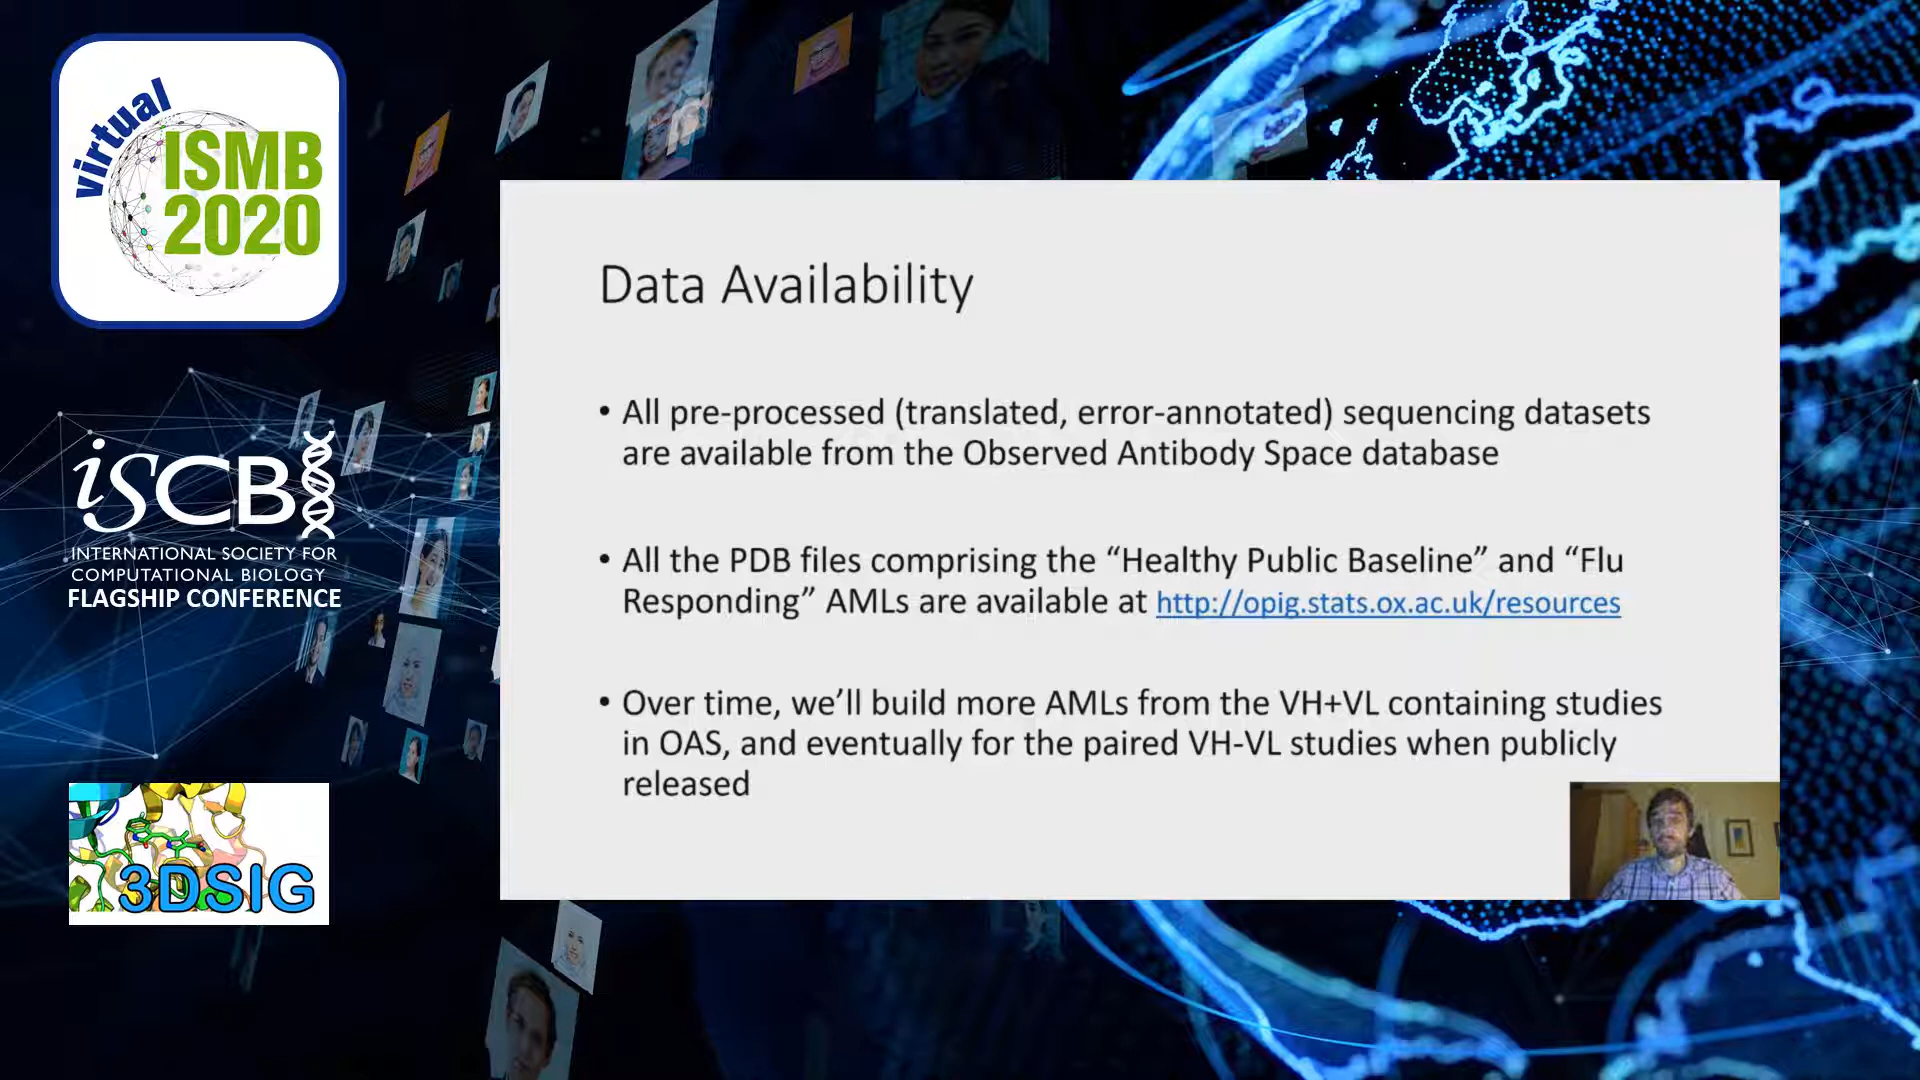 virtual
ISMB
2020
iSCB
INTERNATIONAL SOCIETY FOR
COMPUTATIONAL BIOLOGY
FLAGSHIP CONFERENCE
3DSIG
Data Availability
• All pre-processed (translated, error-annotated) sequencing datasets
are available from the Observed Antibody Space database
• All the PDB files comprising the “Healthy Public Baseline” and “Flu
Responding” AMLs are available at http://opig.stats.ox.ac.uk/resources
• Over time, we’ll build more AMLs from the VH+VL containing studies
in OAS, and eventually for the paired VH-VL studies when publicly
released